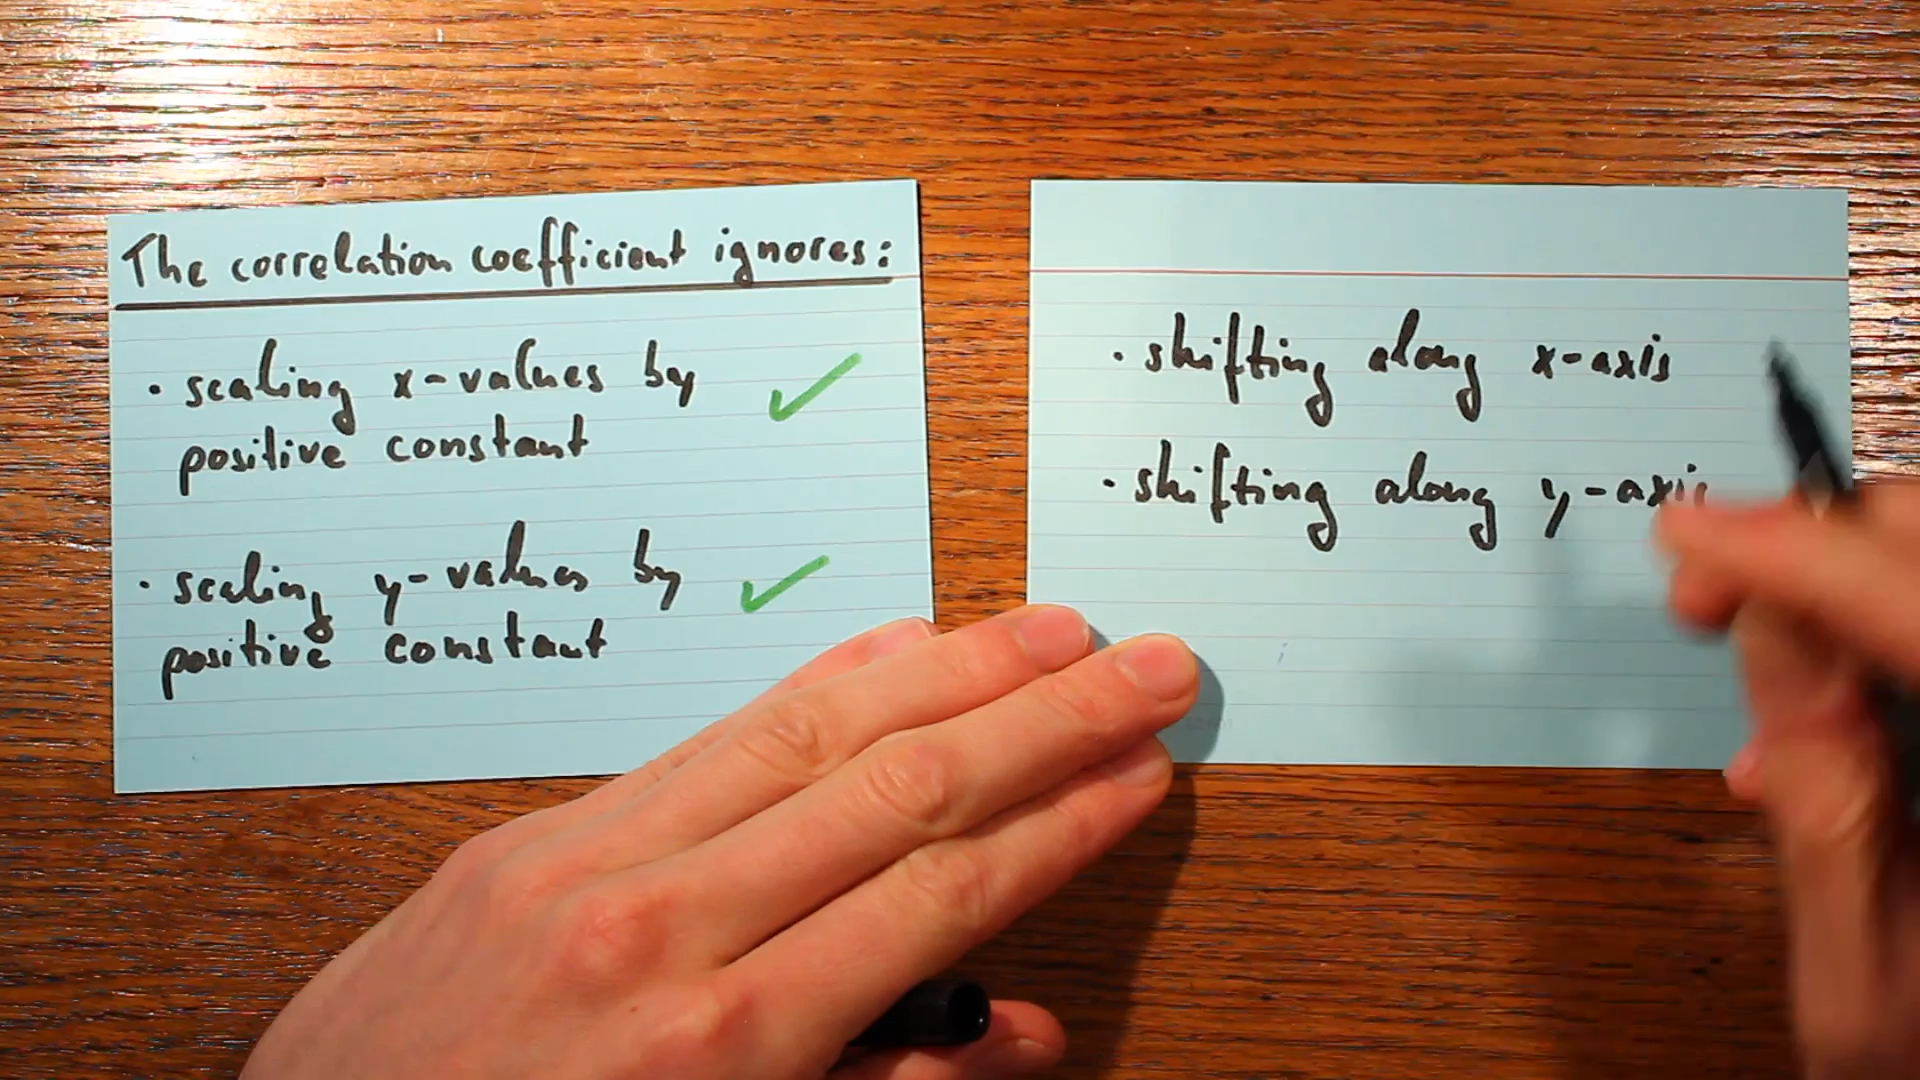 The correlation coefficient ignores:
· scaling x-values by
positive constant
· scaling y-values by
positive constant
· shifting along x-axis
· shifting along y-axis